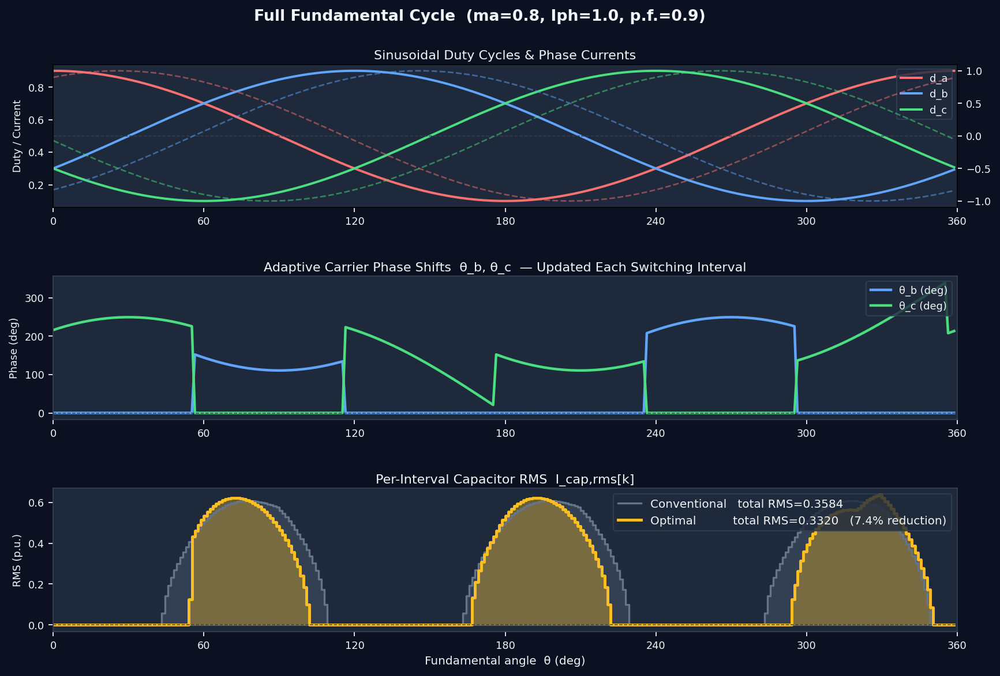 Full Fundamental Cycle (ma=0.8, Iph=1.0, p.f.=0.9)
Sinusoidal Duty Cycles & Phase Currents
Duty / Current
0.8
0.6
0.4
0.2
1.0
0.5
0.0
−0.5
−1.0
d_a
d_b
d_c
0 60 120 180 240 300 360
Adaptive Carrier Phase Shifts θ_b, θ_c — Updated Each Switching Interval
Phase (deg)
300
200
100
0
θ_b (deg)
θ_c (deg)
0 60 120 180 240 300 360
Per-Interval Capacitor RMS I_cap,rms[k]
RMS (p.u.)
0.6
0.4
0.2
0.0
Conventional total RMS=0.3584
Optimal total RMS=0.3320 (7.4% reduction)
0 60 120 180 240 300 360
Fundamental angle θ (deg)